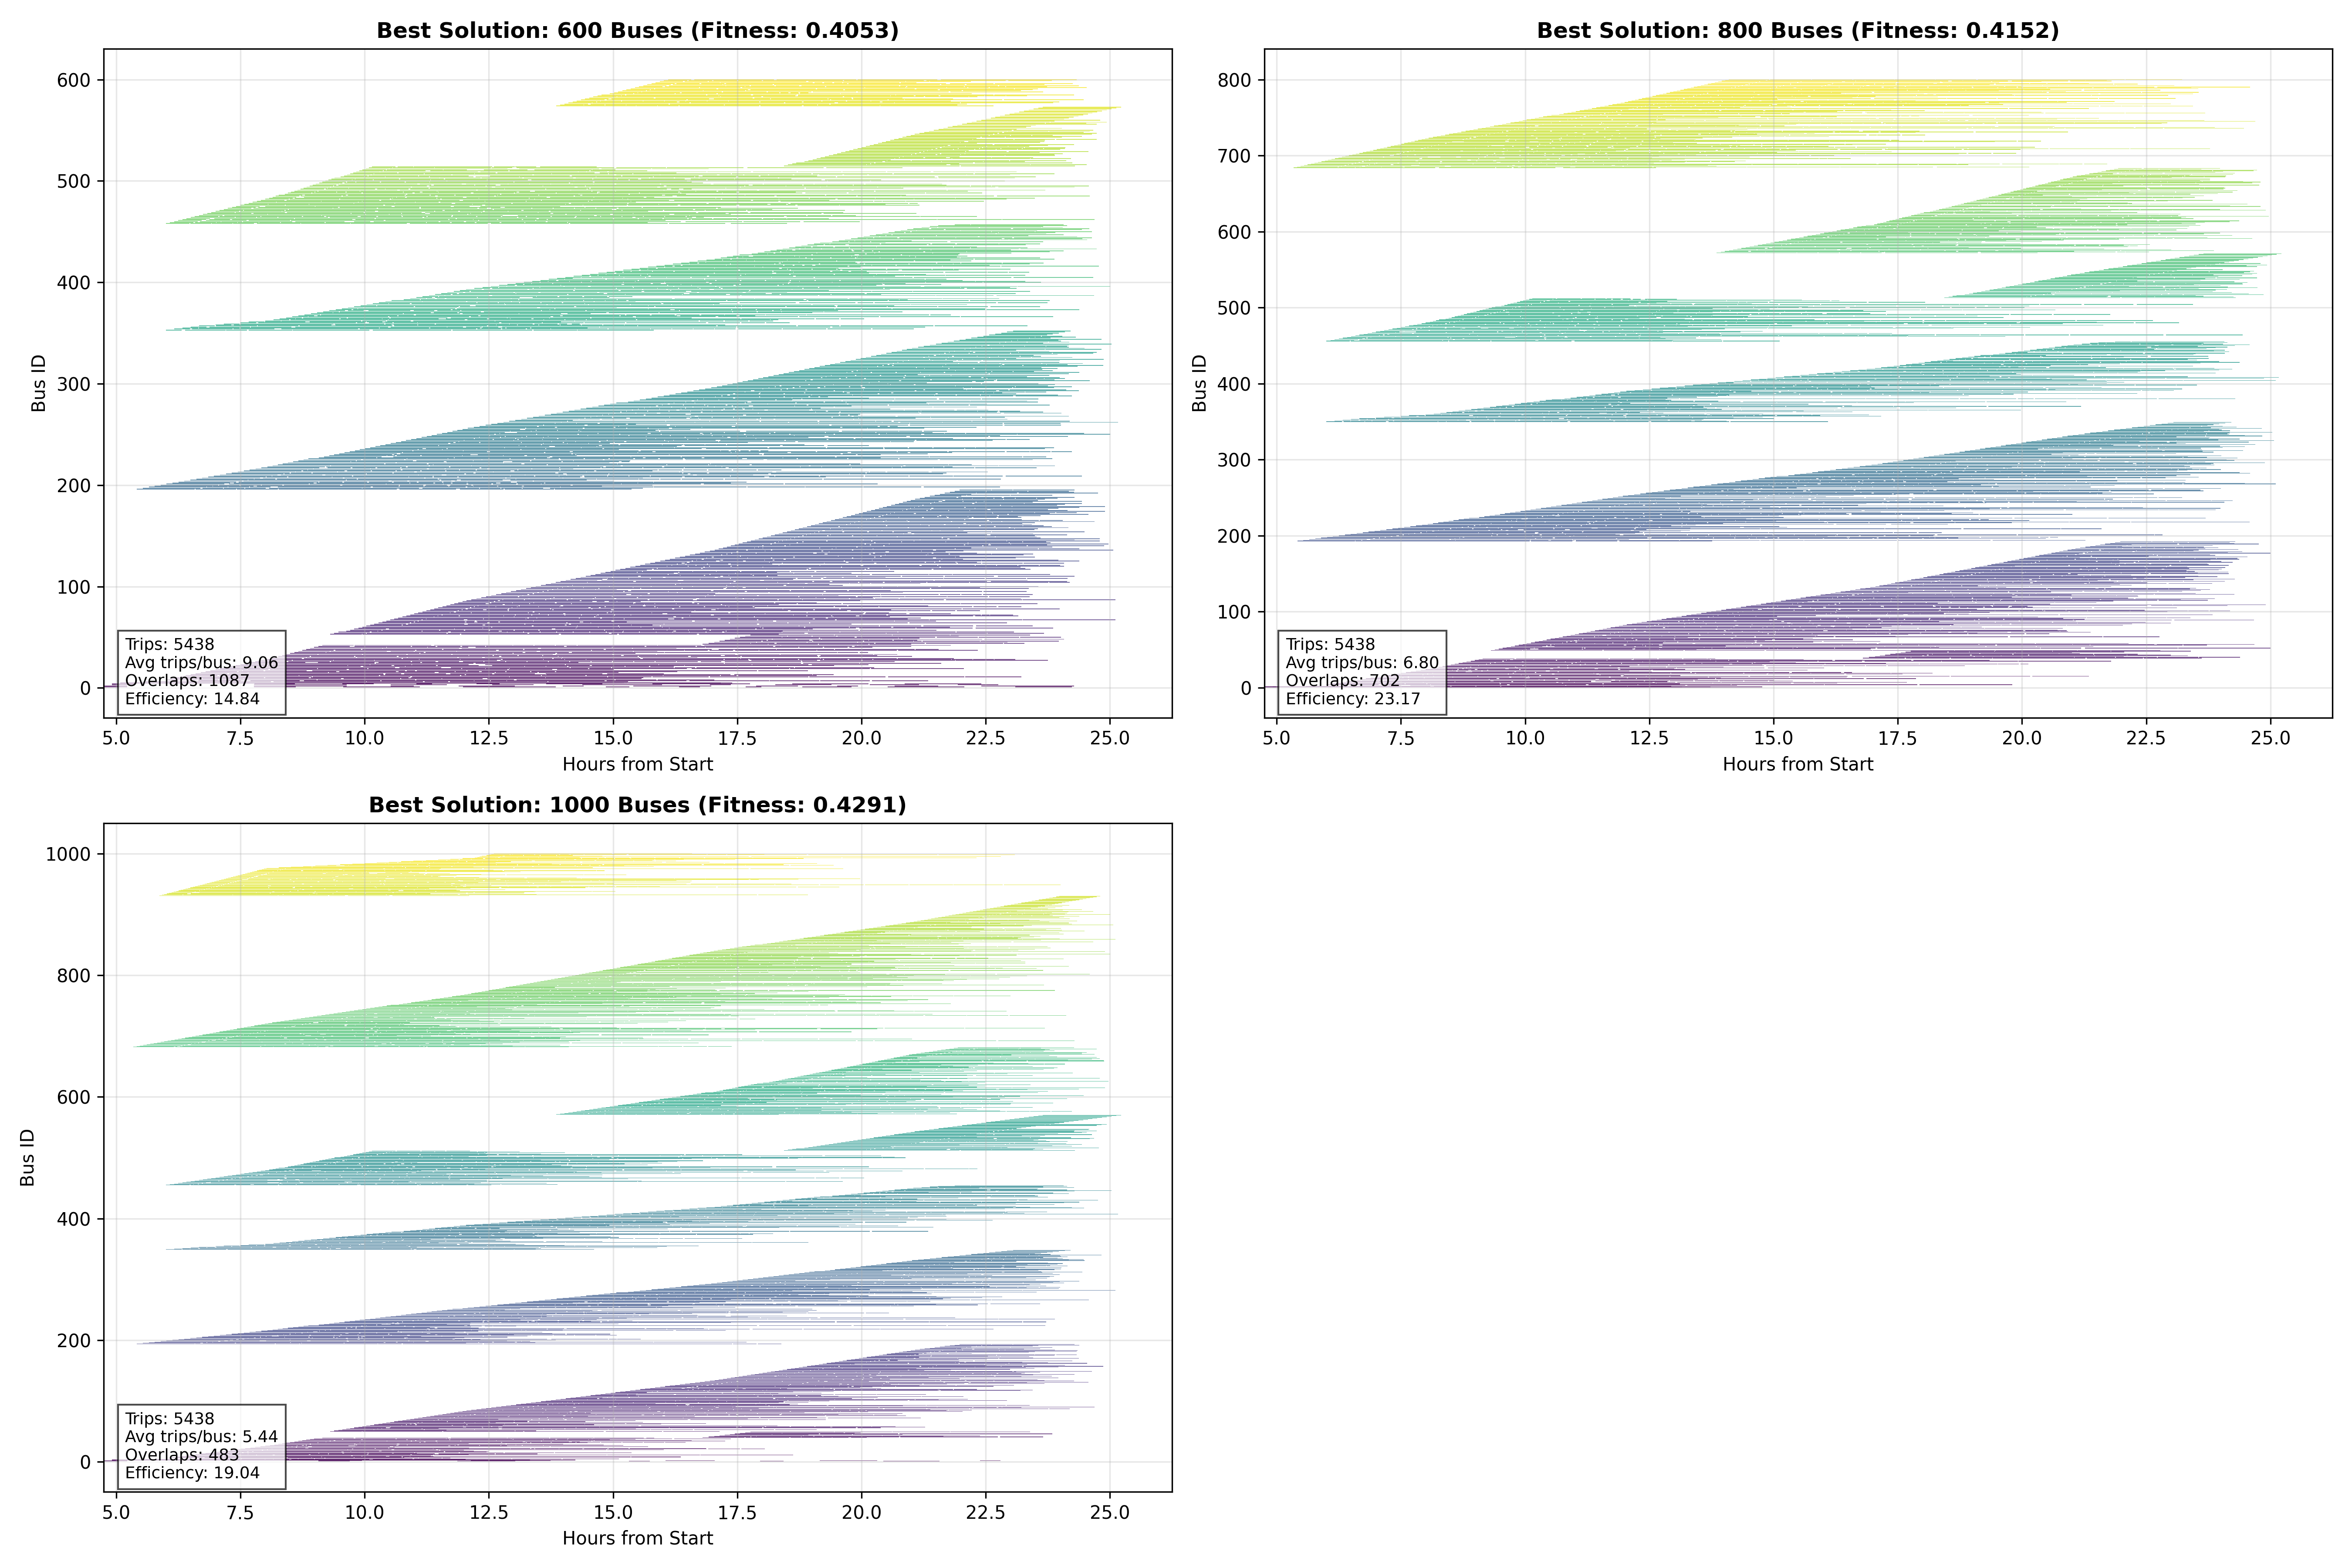 Best Solution: 600 Buses (Fitness: 0.4053)
600
500
400
300
200
100
0
Bus ID
Trips: 5438
Avg trips/bus: 9.06
Overlaps: 1087
Efficiency: 14.84
5.0 7.5 10.0 12.5 15.0 17.5 20.0 22.5 25.0
Hours from Start
Best Solution: 800 Buses (Fitness: 0.4152)
800
700
600
500
400
300
200
100
0
Bus ID
Trips: 5438
Avg trips/bus: 6.80
Overlaps: 702
Efficiency: 23.17
5.0 7.5 10.0 12.5 15.0 17.5 20.0 22.5 25.0
Hours from Start
Best Solution: 1000 Buses (Fitness: 0.4291)
1000
800
600
400
200
0
Bus ID
Trips: 5438
Avg trips/bus: 5.44
Overlaps: 483
Efficiency: 19.04
5.0 7.5 10.0 12.5 15.0 17.5 20.0 22.5 25.0
Hours from Start